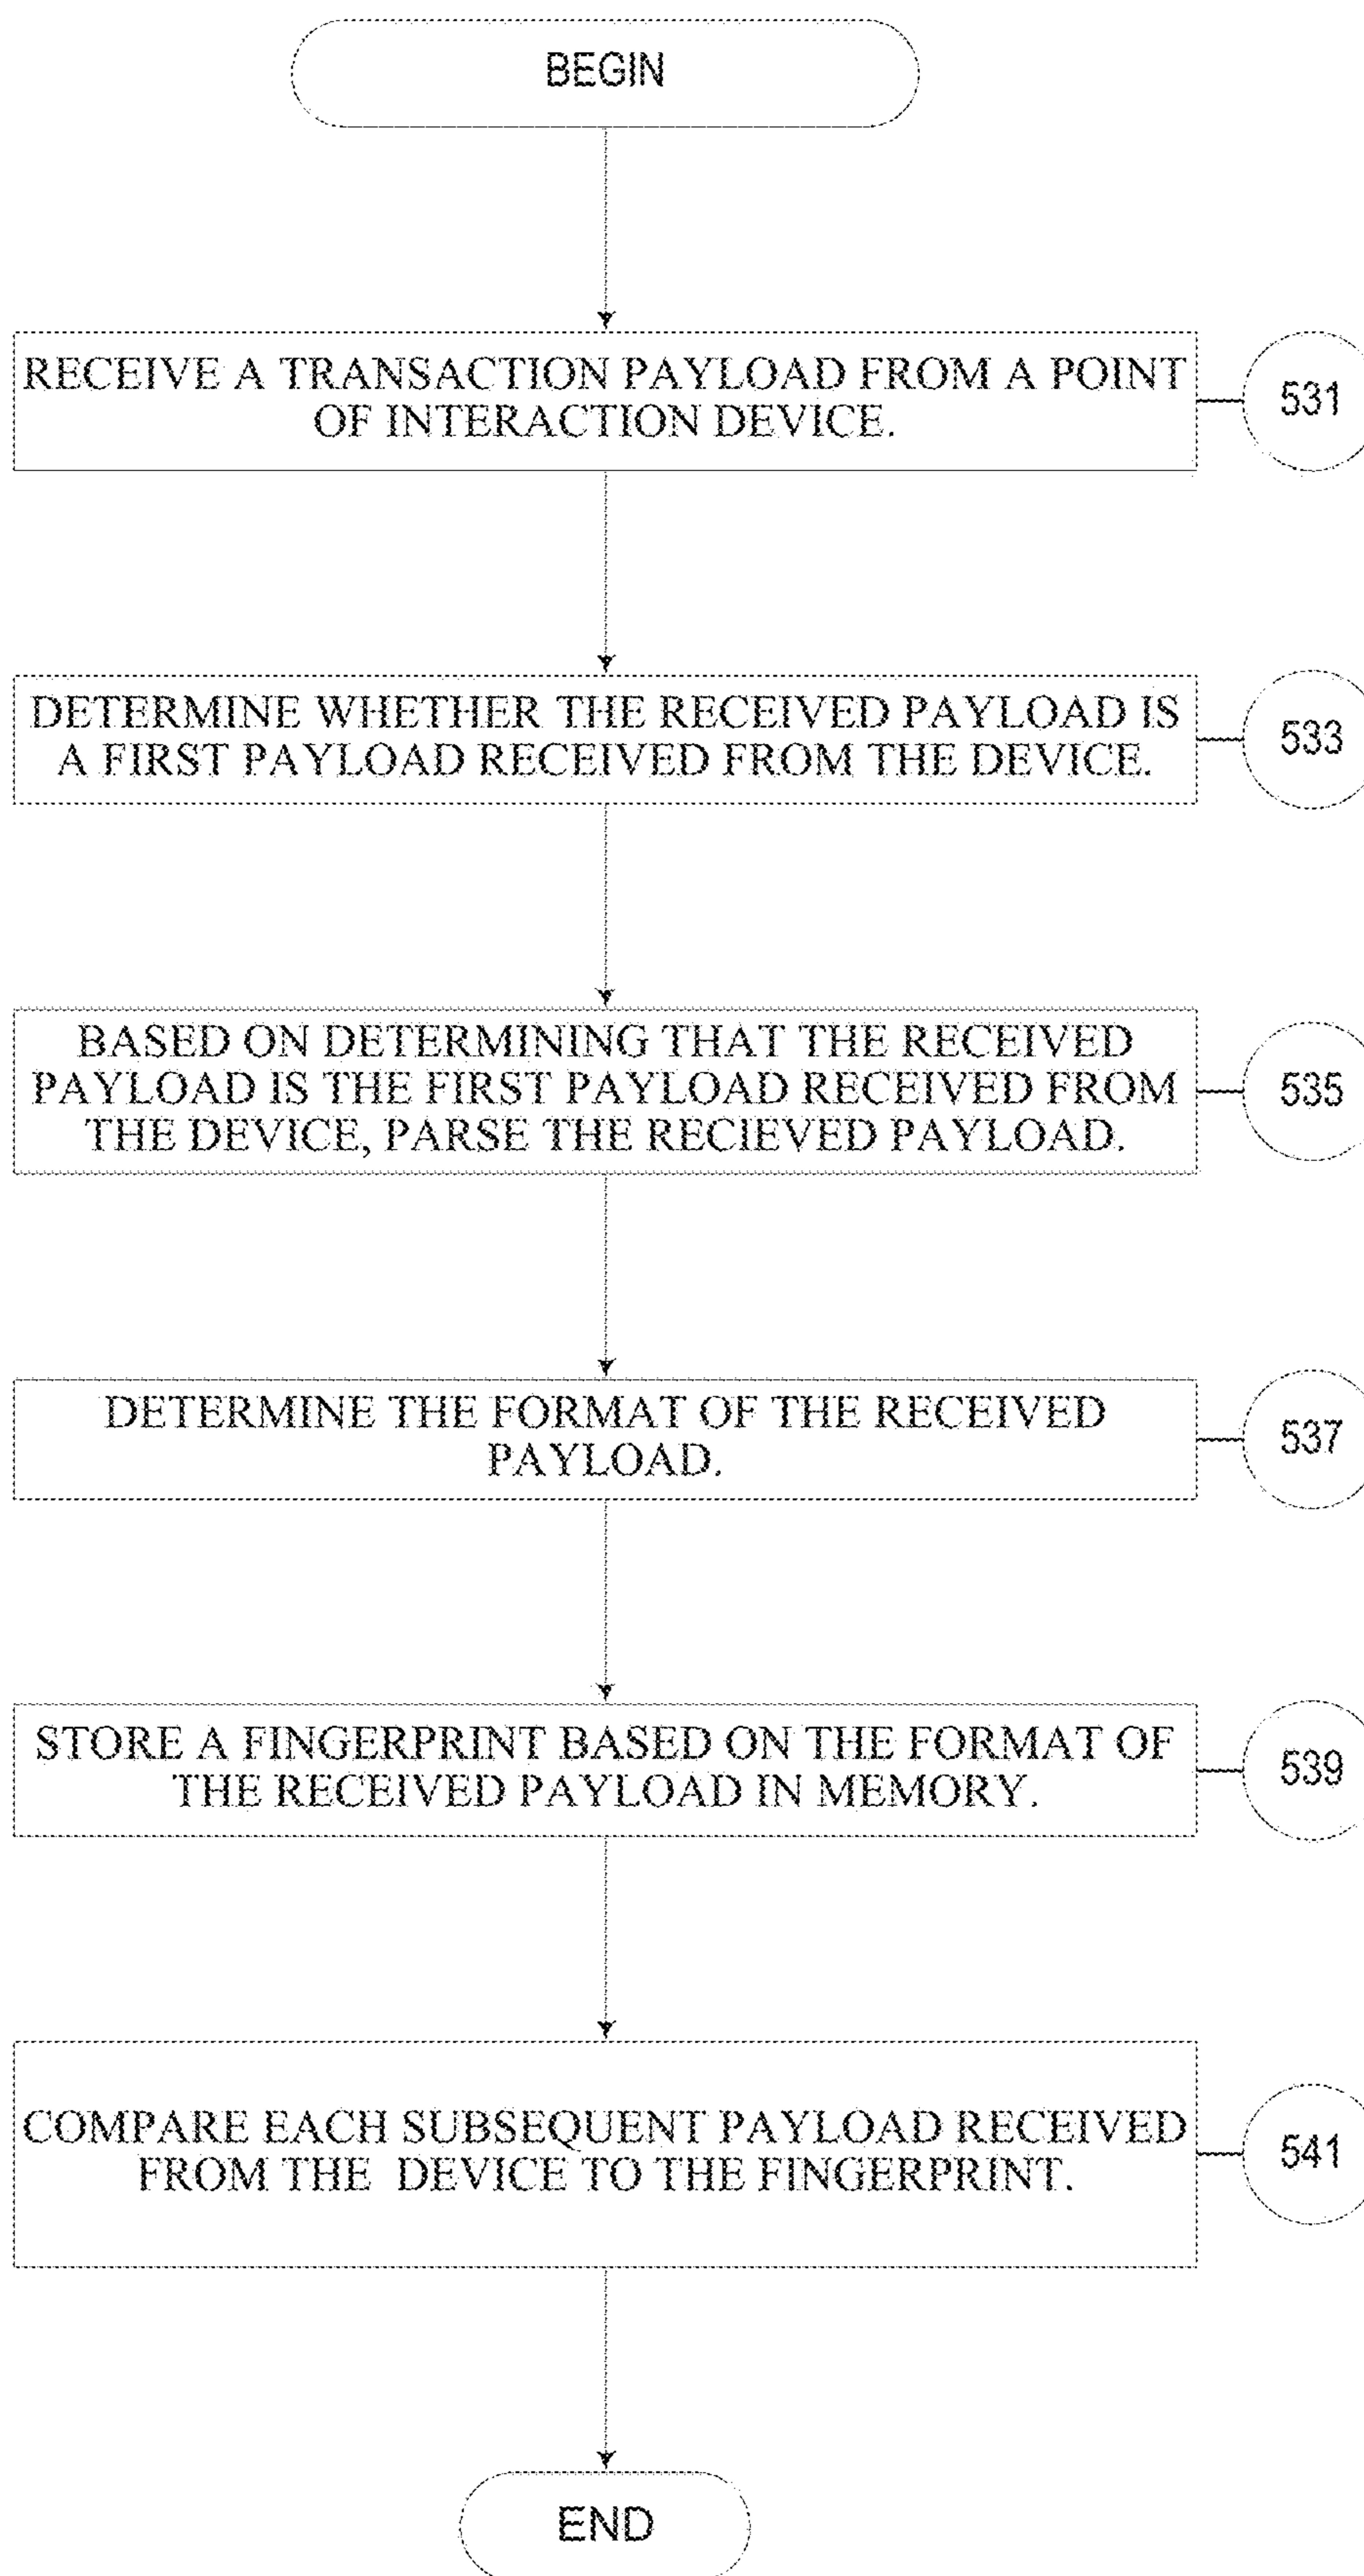 BEGIN
RECEIVE A TRANSACTION PAYLOAD FROM A POINT
OF INTERACTION DEVICE.
531
DETERMINE WHETHER THE RECEIVED PAYLOAD IS
A FIRST PAYLOAD RECEIVED FROM THE DEVICE.
533
BASED ON DETERMINING THAT THE RECEIVED
PAYLOAD IS THE FIRST PAYLOAD RECEIVED FROM
THE DEVICE, PARSE THE RECIEVED PAYLOAD.
535
DETERMINE THE FORMAT OF THE RECEIVED
PAYLOAD.
537
STORE A FINGERPRINT BASED ON THE FORMAT OF
THE RECEIVED PAYLOAD IN MEMORY.
539
COMPARE EACH SUBSEQUENT PAYLOAD RECEIVED
FROM THE DEVICE TO THE FINGERPRINT.
541
END